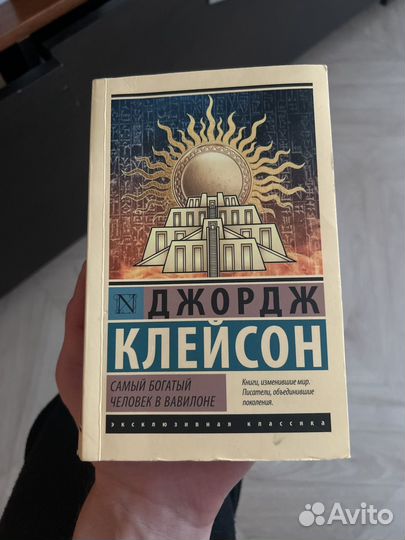 N ДЖОРДЖ
КЛЕЙСОН
САМЫЙ БОГАТЫЙ
ЧЕЛОВЕК В ВАВИЛОНЕ
Книги, изменившие мир.
Писатели, объединившие
поколения.
эксклюзивная классика
Avito